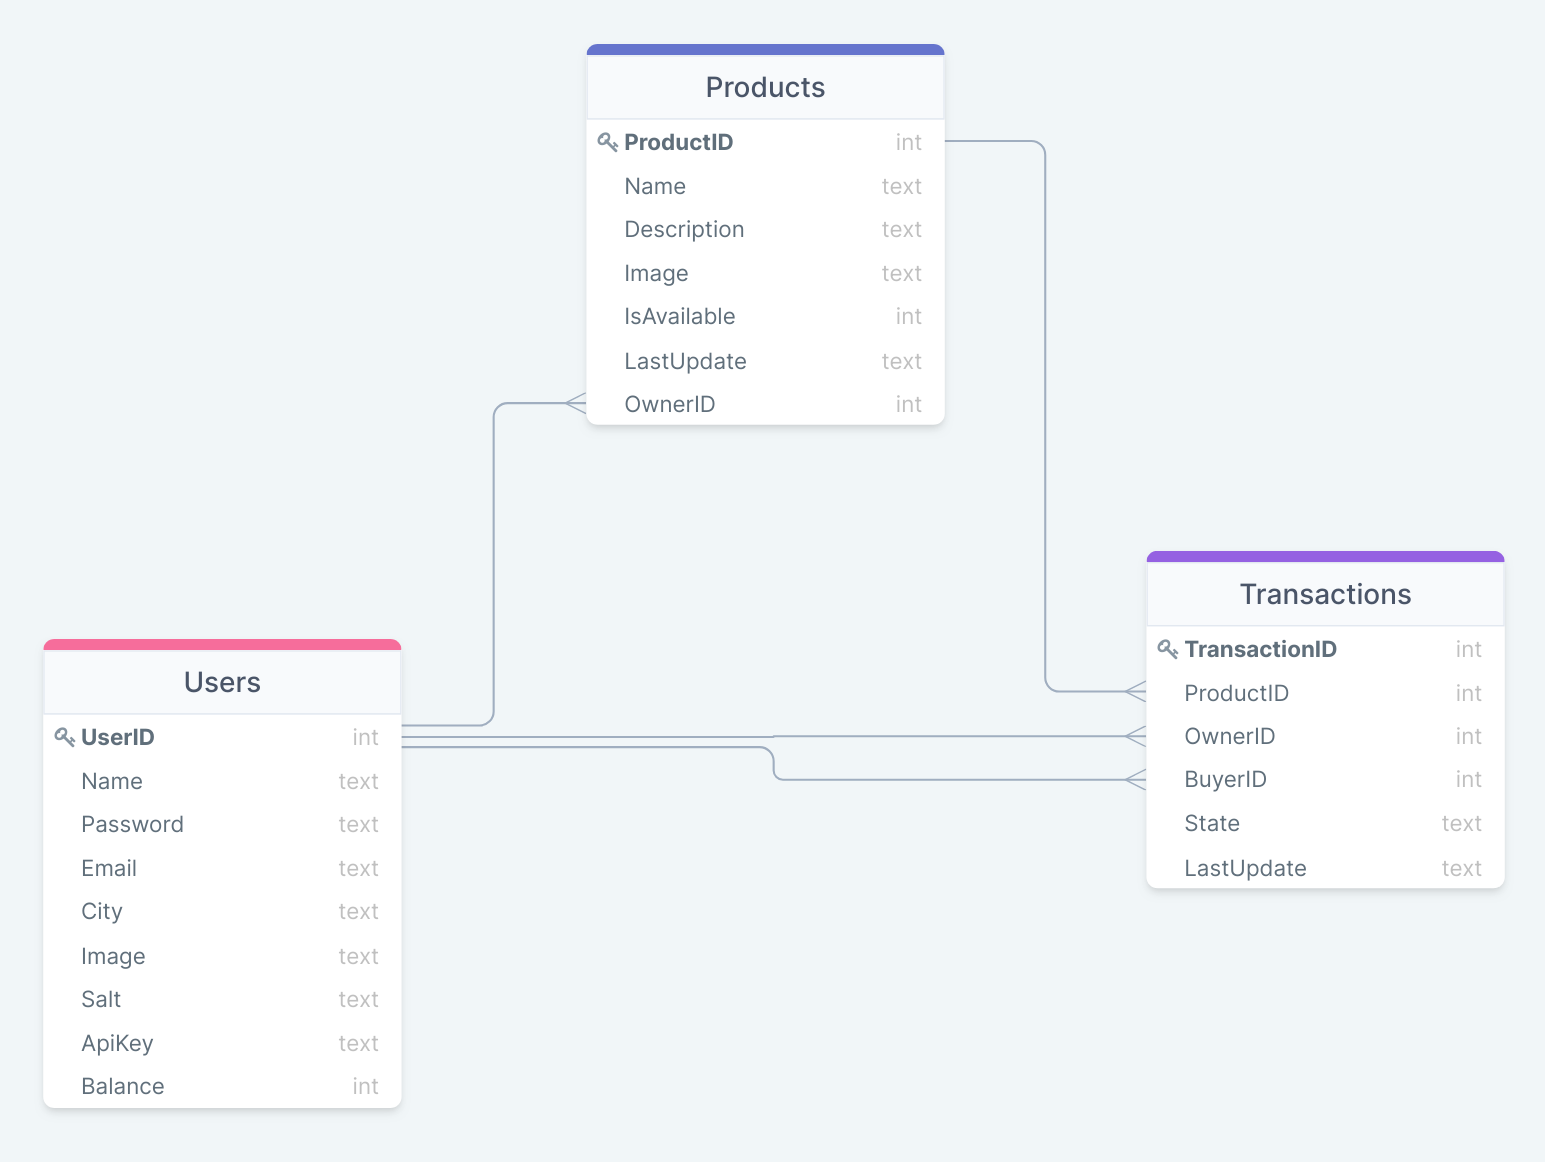 Products
ProductID int
Name text
Description text
Image text
IsAvailable int
LastUpdate text
OwnerID int
Transactions
TransactionID int
ProductID int
OwnerID int
BuyerID int
State text
LastUpdate text
Users
UserID int
Name text
Password text
Email text
City text
Image text
Salt text
ApiKey text
Balance int